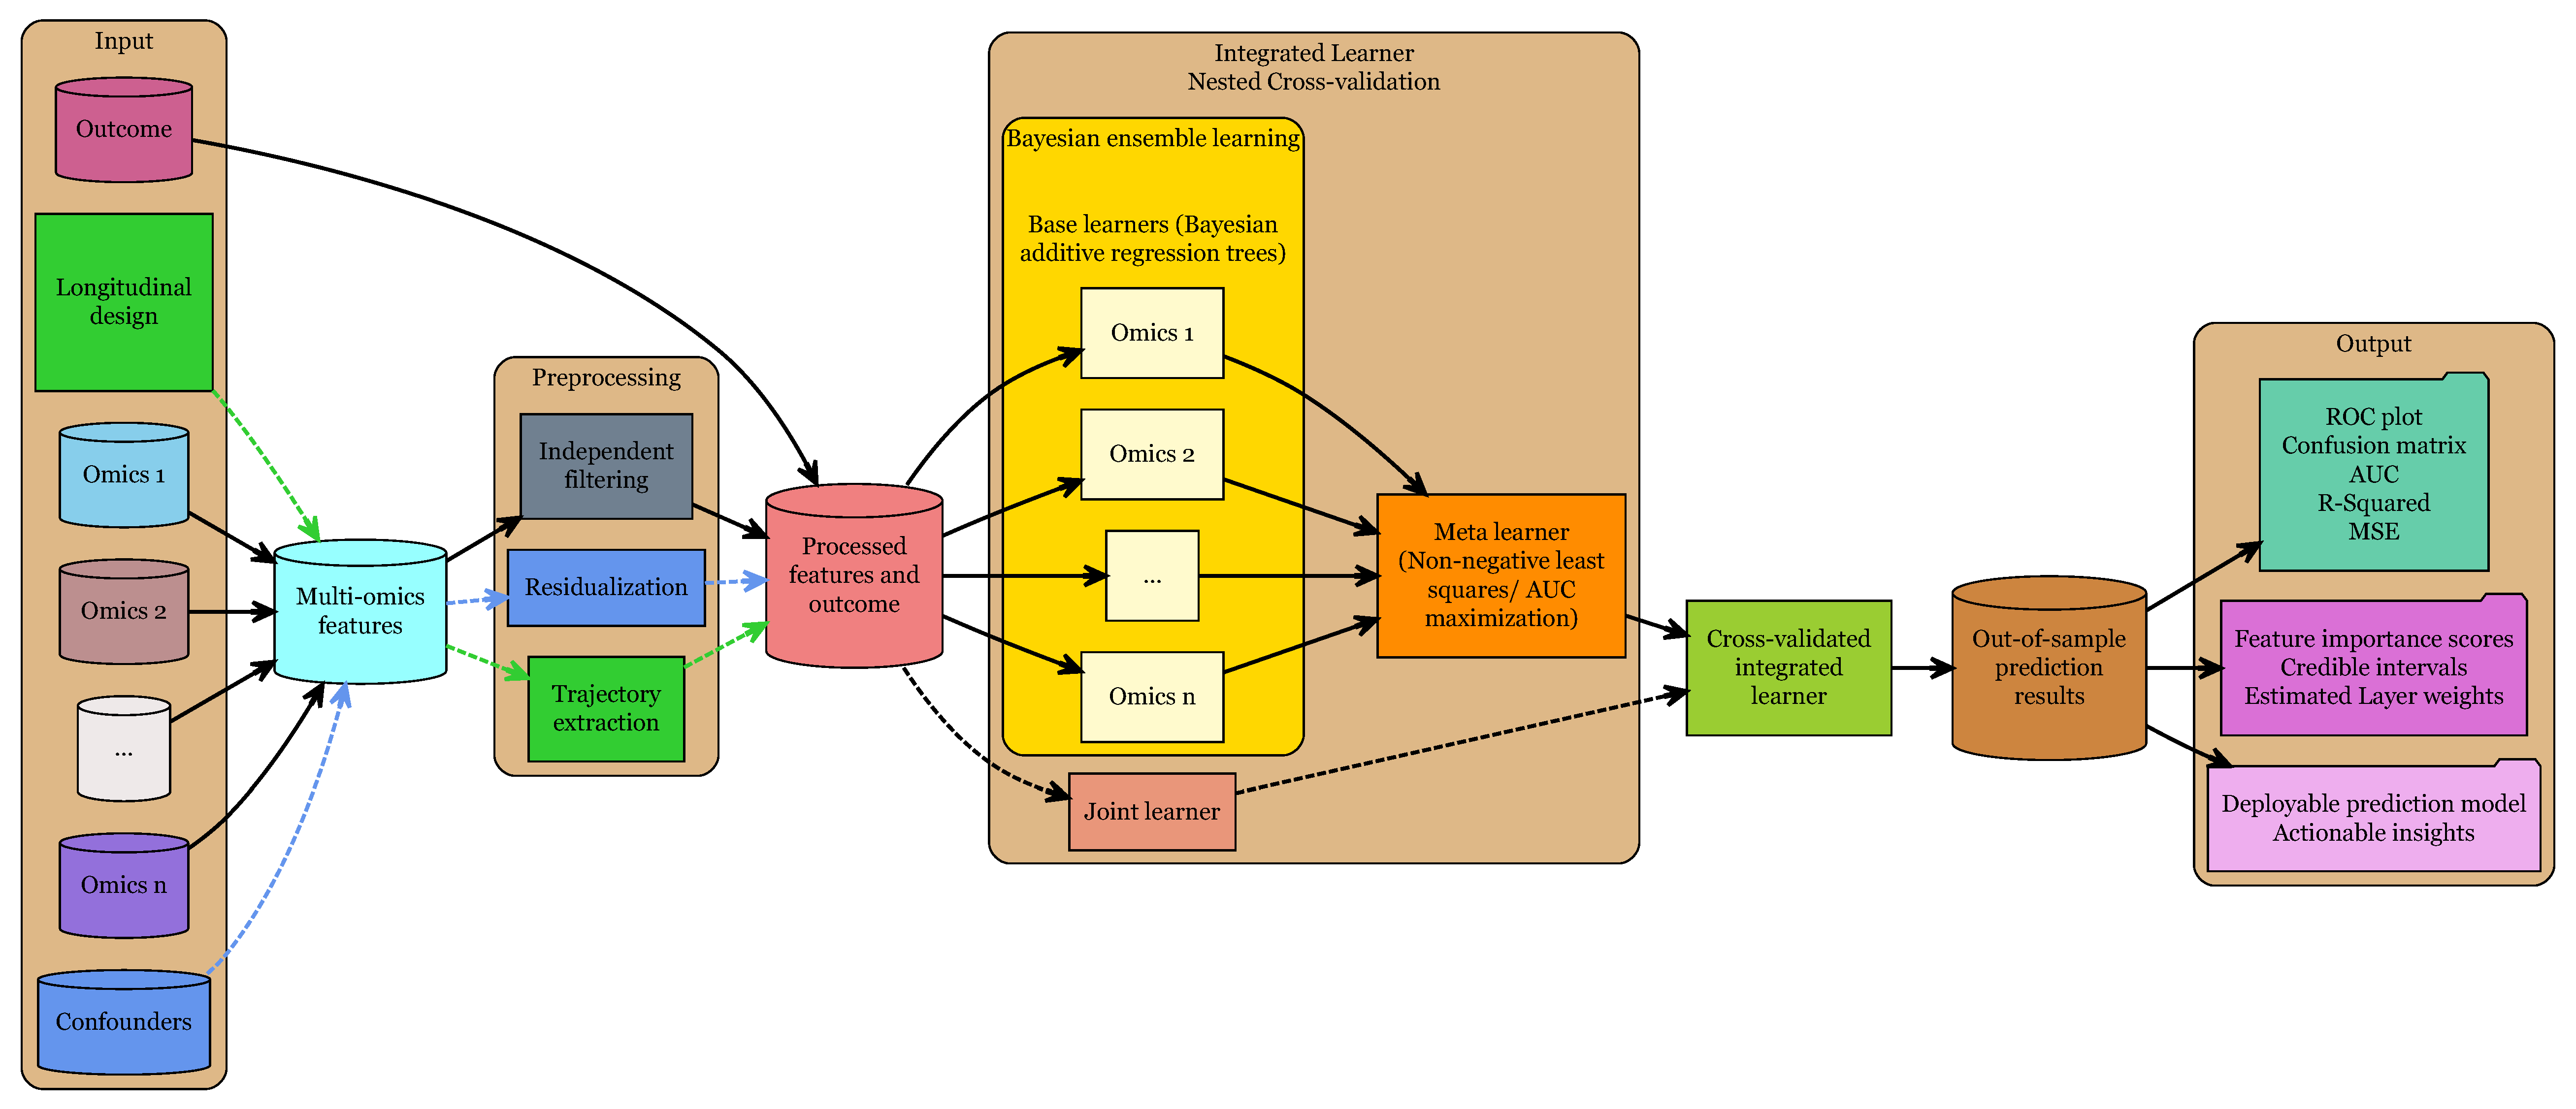 Input
Outcome
Longitudinal
design
Omics 1
Omics 2
...
Omics n
Confounders
Multi-omics
features
Preprocessing
Independent
filtering
Residualization
Trajectory
extraction
Processed
features and
outcome
Integrated Learner
Nested Cross-validation
Bayesian ensemble learning
Base learners (Bayesian
additive regression trees)
Omics 1
Omics 2
...
Omics n
Joint learner
Meta learner
(Non-negative least
squares/ AUC
maximization)
Cross-validated
integrated
learner
Out-of-sample
prediction
results
Output
ROC plot
Confusion matrix
AUC
R-Squared
MSE
Feature importance scores
Credible intervals
Estimated Layer weights
Deployable prediction model
Actionable insights